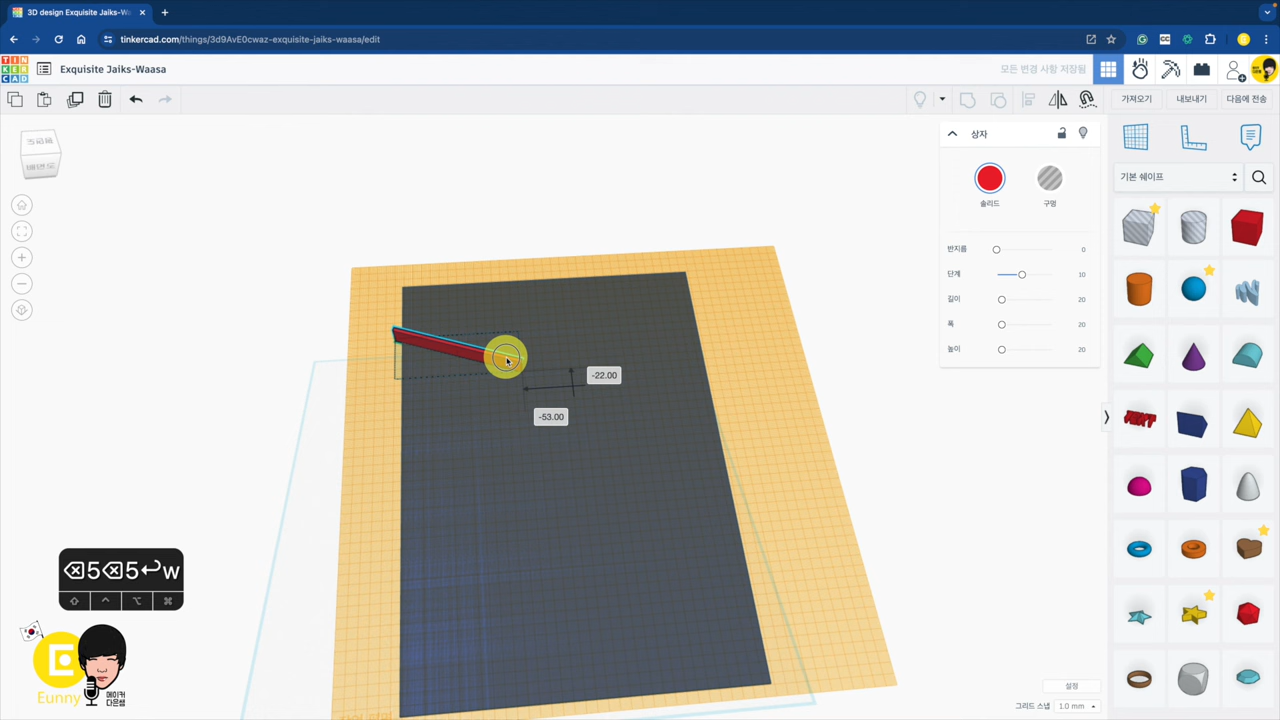 3D design Exquisite Jaiks-Wa
tinkercad.com/things/3d9AvE0cwaz-exquisite-jaiks-waasa/edit
TIN
KER
CAD
Exquisite Jaiks-Waasa
모든 변경 사항 저장됨
가져오기
내보내기
다음에 전송
상자
솔리드
구멍
반지름 0
단계 10
길이 20
폭 20
높이 20
기본 쉐이프
-22.00
-53.00
⌫5⌫5↩w
Eunny
메이커
다은쌤
설정
그리드 스냅 1.0 mm